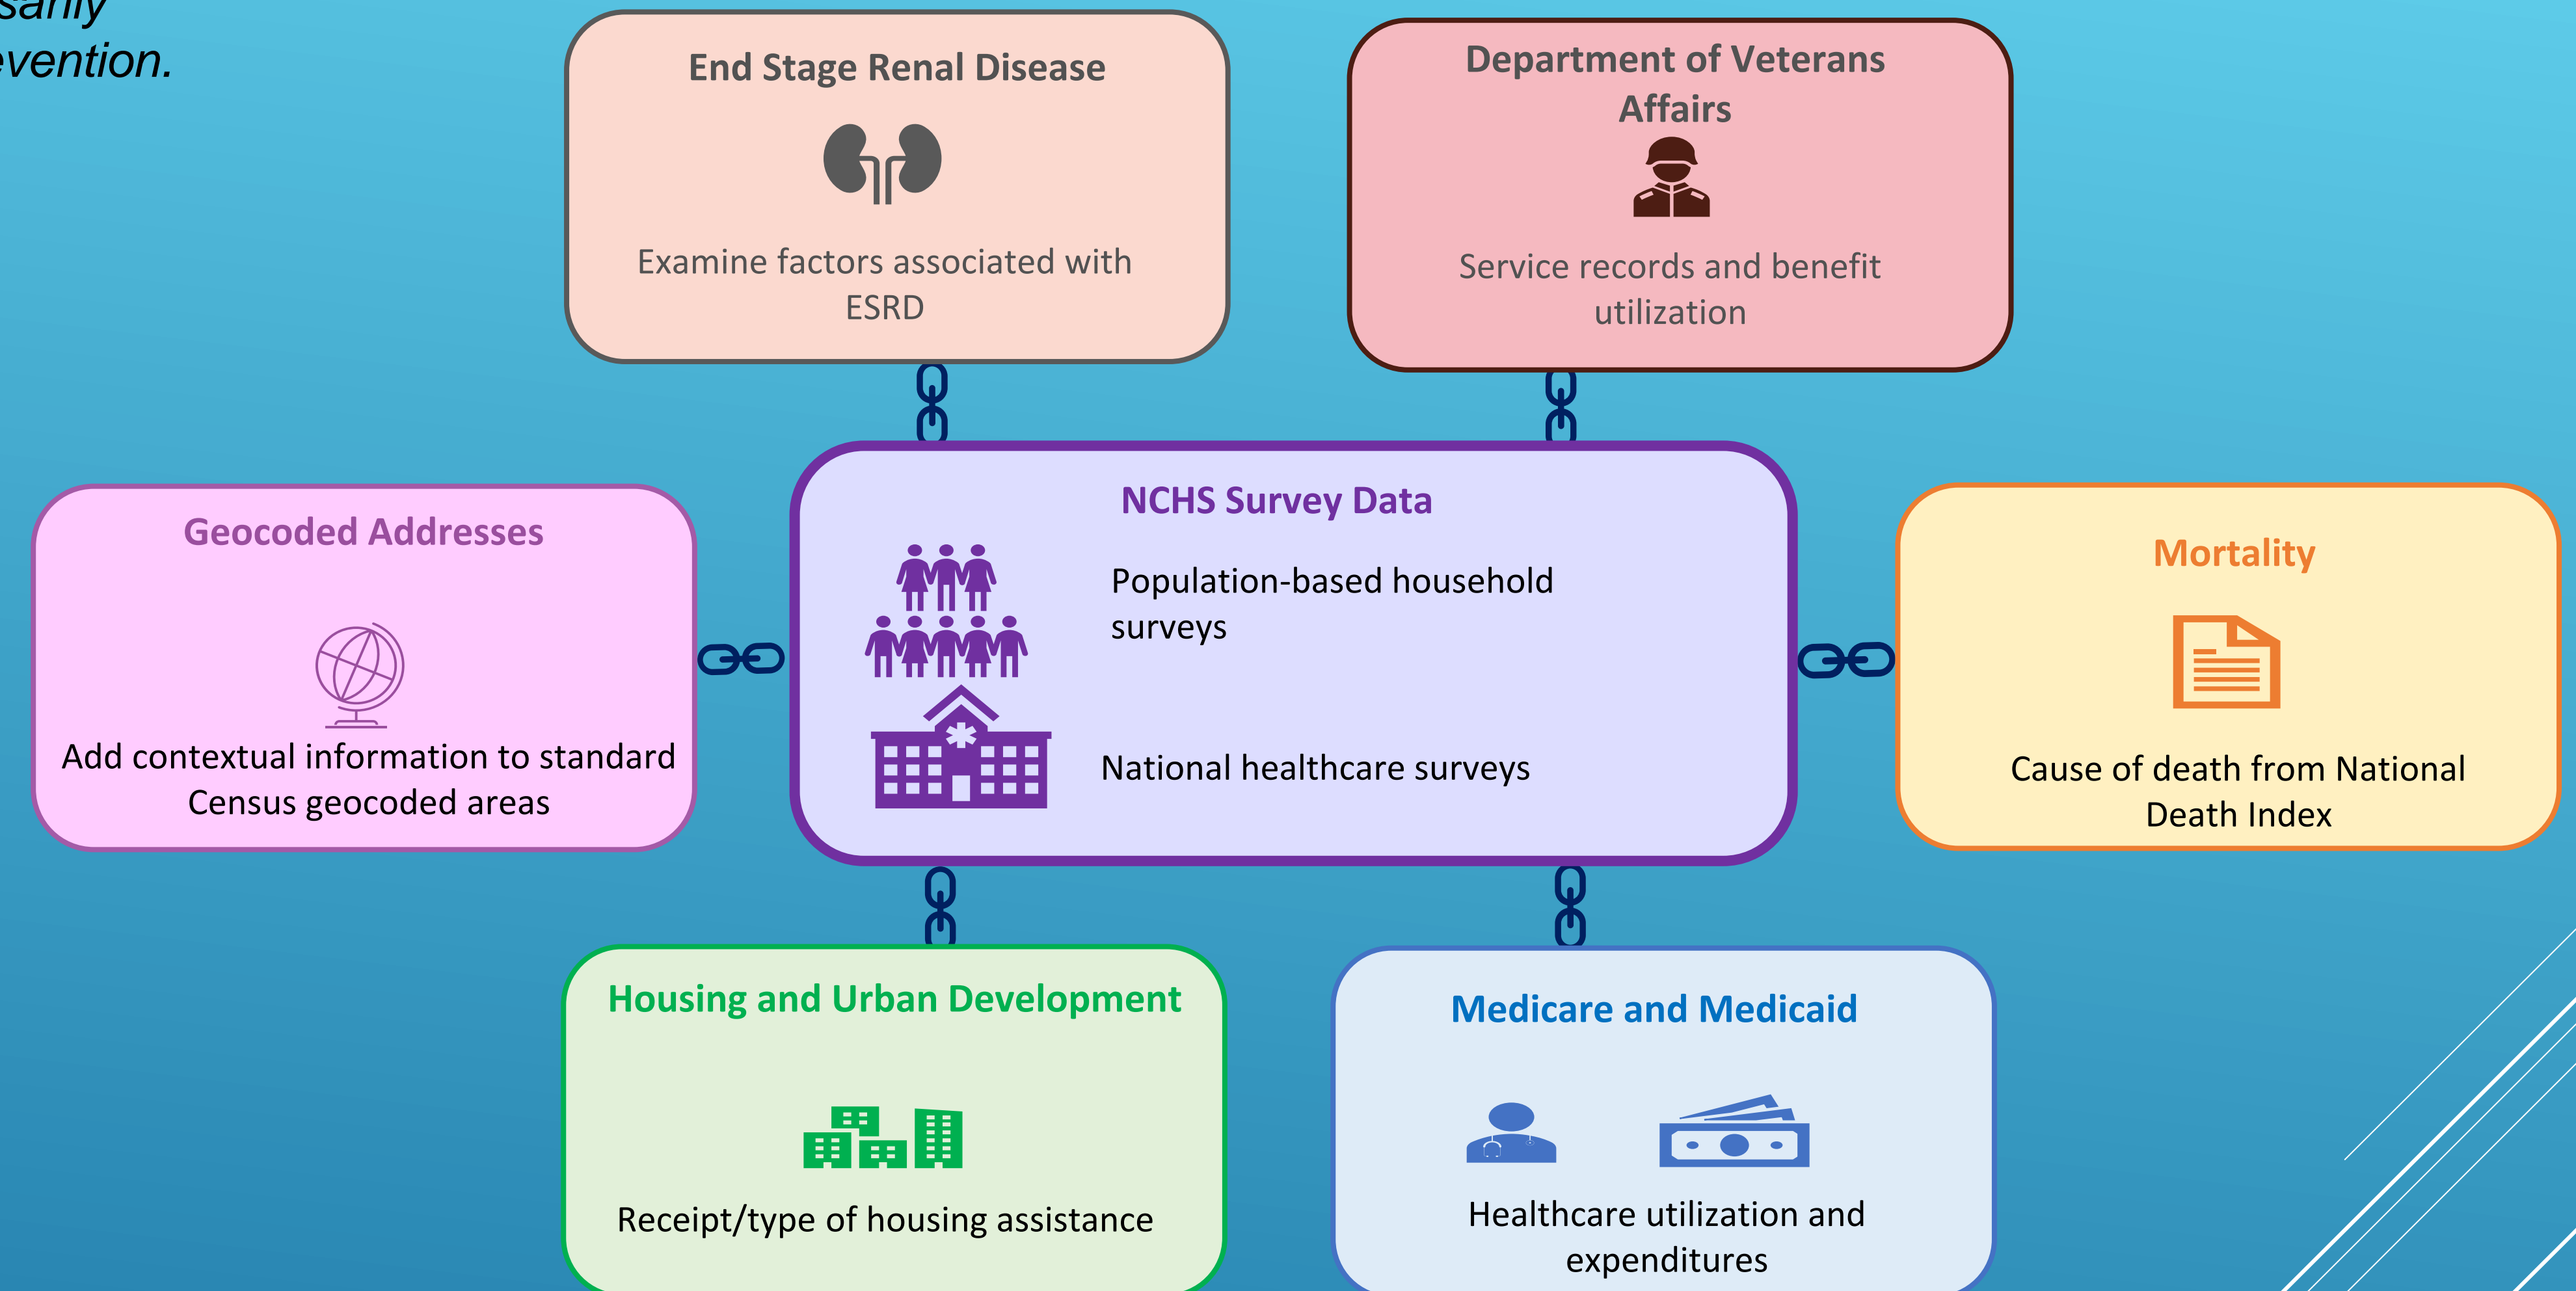 evention.
End Stage Renal Disease
Examine factors associated with
ESRD
Department of Veterans
Affairs
Service records and benefit
utilization
Geocoded Addresses
Add contextual information to standard
Census geocoded areas
NCHS Survey Data
Population-based household
surveys
National healthcare surveys
Mortality
Cause of death from National
Death Index
Housing and Urban Development
Receipt/type of housing assistance
Medicare and Medicaid
Healthcare utilization and
expenditures